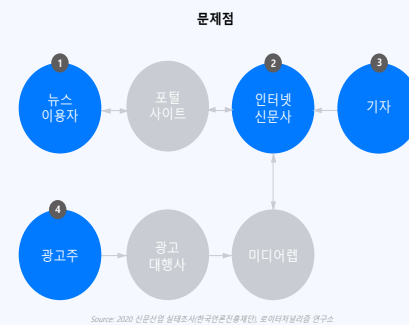 문제점
1
2
3
뉴스
이용자
포털
사이트
인터넷
신문사
기자
4
광고주
광고
대행사
미디어렙
Source: 2020 신문산업 실태조사(한국언론진흥재단), 로이터저널리즘 연구소